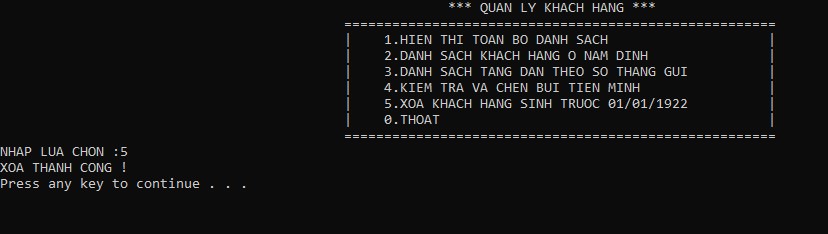 *** QUAN LY KHACH HANG ***
======================================================
|    1.HIEN THI TOAN BO DANH SACH                    |
|    2.DANH SACH KHACH HANG O NAM DINH               |
|    3.DANH SACH TANG DAN THEO SO THANG GUI          |
|    4.KIEM TRA VA CHEN BUI TIEN MINH                |
|    5.XOA KHACH HANG SINH TRUOC 01/01/1922          |
|    0.THOAT                                         |
======================================================
NHAP LUA CHON :5
XOA THANH CONG !
Press any key to continue . . .